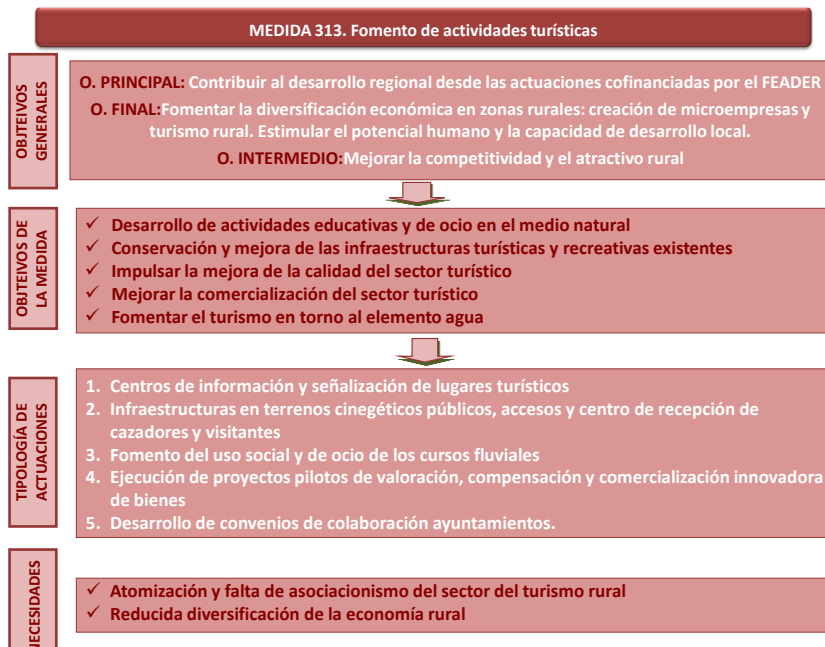 MEDIDA 313. Fomento de actividades turísticas
OBJTEIVOS
GENERALES
O. PRINCIPAL: Contribuir al desarrollo regional desde las actuaciones cofinanciadas por el FEADER
O. FINAL:Fomentar la diversificación económica en zonas rurales: creación de microempresas y
turismo rural. Estimular el potencial humano y la capacidad de desarrollo local.
O. INTERMEDIO:Mejorar la competitividad y el atractivo rural
OBJTEIVOS DE
LA MEDIDA
✓ Desarrollo de actividades educativas y de ocio en el medio natural
✓ Conservación y mejora de las infraestructuras turísticas y recreativas existentes
✓ Impulsar la mejora de la calidad del sector turístico
✓ Mejorar la comercialización del sector turístico
✓ Fomentar el turismo en torno al elemento agua
TIPOLOGÍA DE
ACTUACIONES
1. Centros de información y señalización de lugares turísticos
2. Infraestructuras en terrenos cinegéticos públicos, accesos y centro de recepción de
cazadores y visitantes
3. Fomento del uso social y de ocio de los cursos fluviales
4. Ejecución de proyectos pilotos de valoración, compensación y comercialización innovadora
de bienes
5. Desarrollo de convenios de colaboración ayuntamientos.
NECESIDADES
✓ Atomización y falta de asociacionismo del sector del turismo rural
✓ Reducida diversificación de la economía rural